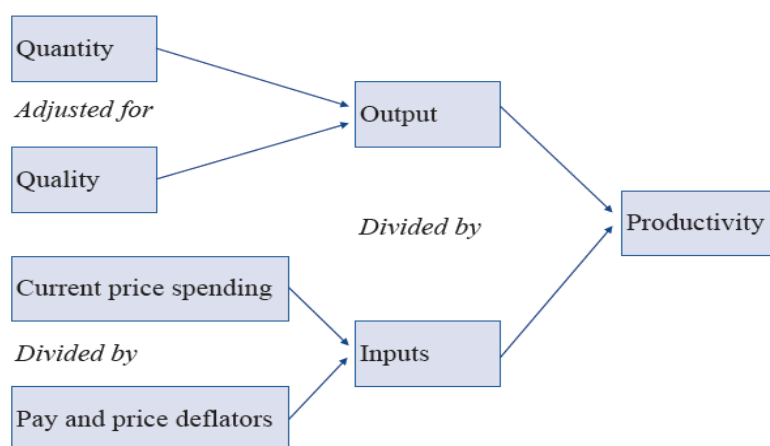 Quantity
Adjusted for
Quality
Output
Divided by
Productivity
Current price spending
Divided by
Pay and price deflators
Inputs